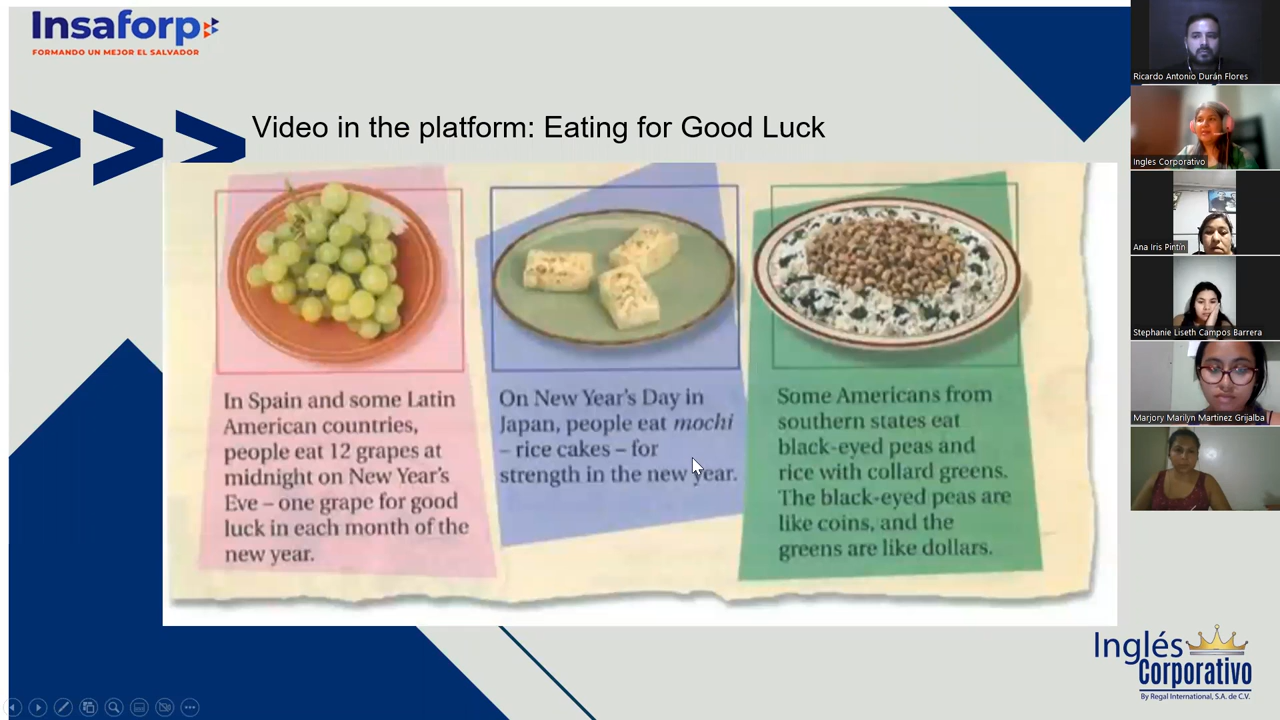 Insaforp
FORMANDO UN MEJOR EL SALVADOR
Video in the platform: Eating for Good Luck
In Spain and some Latin
American countries,
people eat 12 grapes at
midnight on New Year's
Eve – one grape for good
luck in each month of the
new year.
On New Year's Day in
Japan, people eat mochi
– rice cakes – for
strength in the new year.
Some Americans from
southern states eat
black-eyed peas and
rice with collard greens.
The black-eyed peas are
like coins, and the
greens are like dollars.
Inglés
Corporativo
By Regal International, S.A. de C.V.
Ricardo Antonio Durán Flores
Ingles Corporativo
Ana Iris Pintín
Stephanie Liseth Campos Barrera
Marjory Marilyn Martinez Grijalba